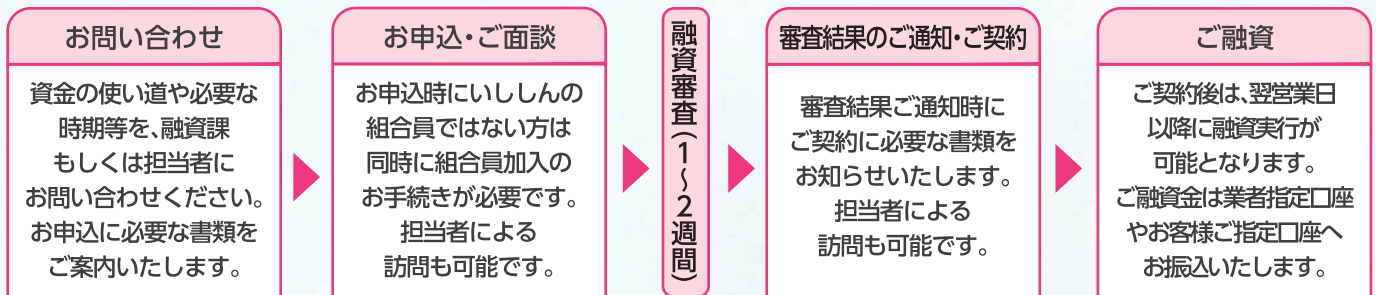 お問い合わせ
資金の使い道や必要な
時期等を、融資課
もしくは担当者に
お問い合わせください。
お申込に必要な書類を
ご案内いたします。
お申込・ご面談
お申込時にいししんの
組合員ではない方は
同時に組合員加入の
お手続きが必要です。
担当者による
訪問も可能です。
融資審査(1~2週間)
審査結果のご通知・ご契約
審査結果ご通知時に
ご契約に必要な書類を
お知らせいたします。
担当者による
訪問も可能です。
ご融資
ご契約後は、翌営業日
以降に融資実行が
可能となります。
ご融資金は業者指定口座
やお客様ご指定口座へ
お振込いたします。